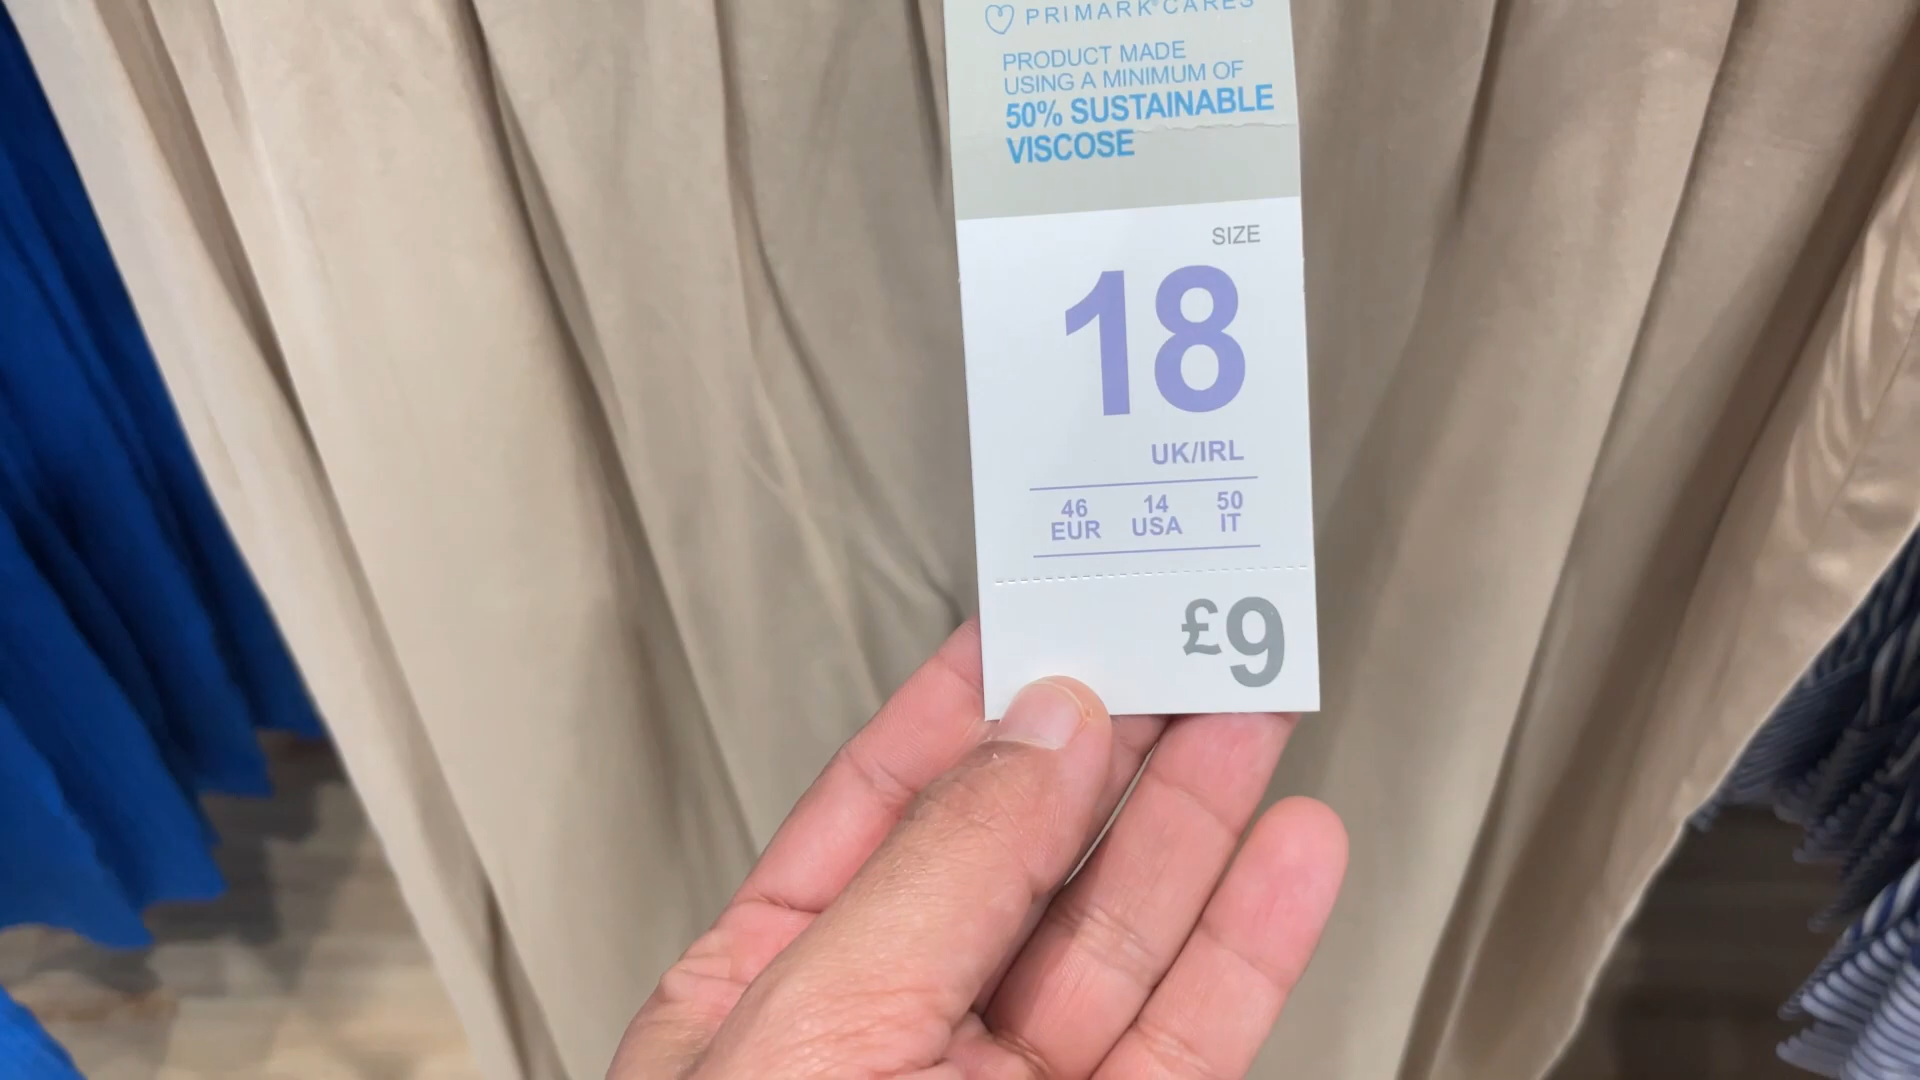 PRIMARK® CARES
PRODUCT MADE
USING A MINIMUM OF
50% SUSTAINABLE
VISCOSE
SIZE
18
UK/IRL
46 14 50
EUR USA IT
£9